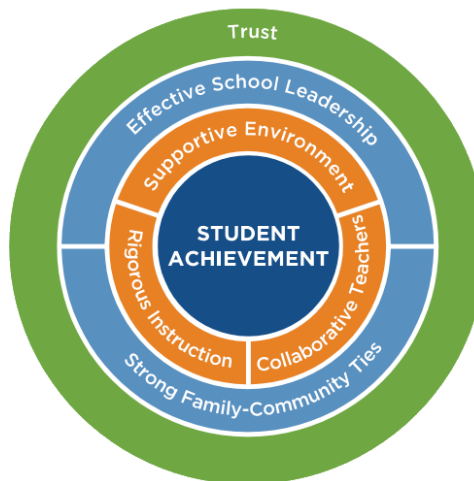 Trust
Effective School Leadership
Supportive Environment
STUDENT
ACHIEVEMENT
Rigorous Instruction
Collaborative Teachers
Strong Family-Community Ties